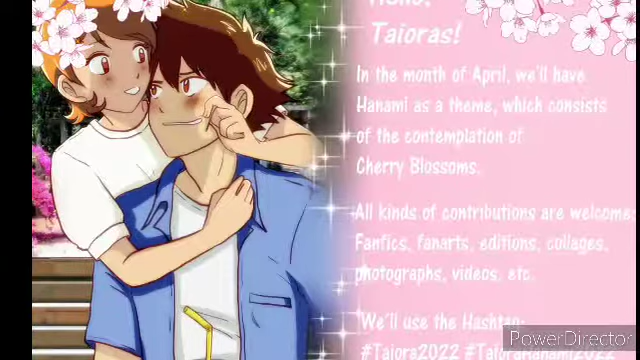 Hello,
Taioras!
In the month of April, we'll have
Hanami as a theme, which consists
of the contemplation of
Cherry Blossoms.
All kinds of contributions are welcome
Fanfics, fanarts, editions, collages,
photographs, videos, etc.
We'll use the Hashtag:
#Taiora2022 #TaioraHanami2022
PowerDirector